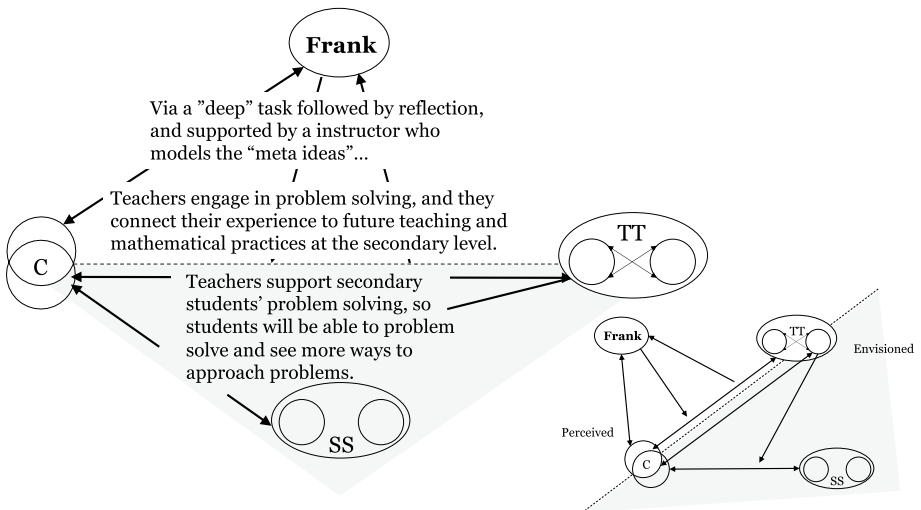 Frank
Via a ”deep” task followed by reflection,
and supported by a instructor who
models the “meta ideas”...
Teachers engage in problem solving, and they
connect their experience to future teaching and
mathematical practices at the secondary level.
C
TT
Teachers support secondary
students’ problem solving, so
students will be able to problem
solve and see more ways to
approach problems.
SS
Frank
TT
Envisioned
Perceived
C
SS